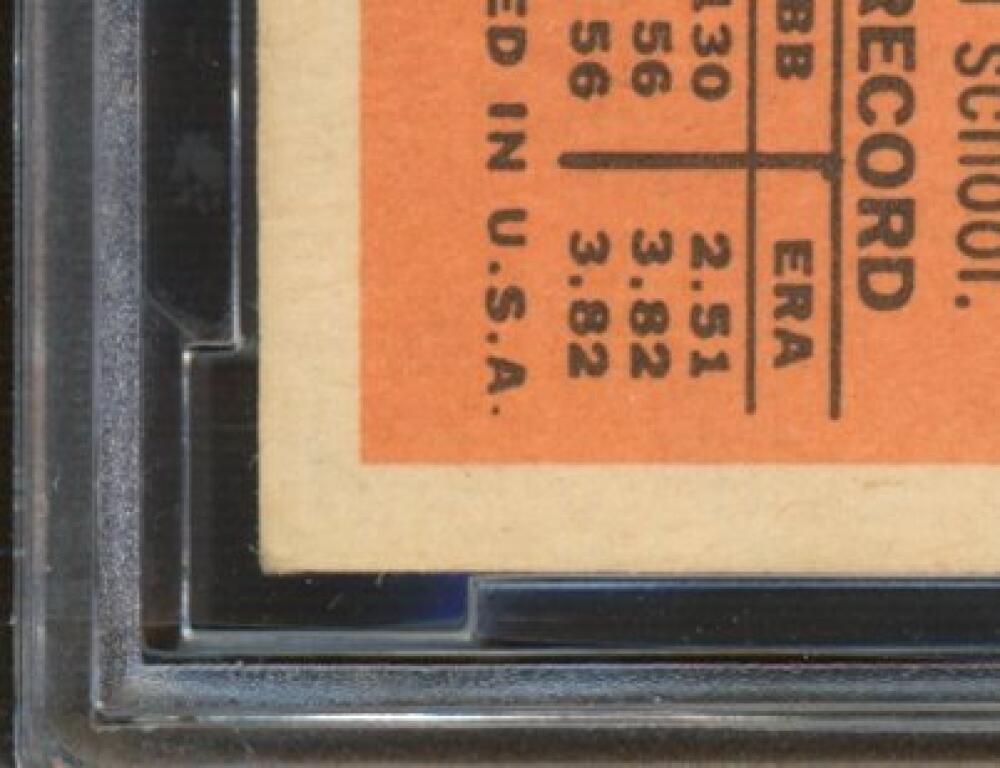 school.
RECORD
BB ERA
130 2.51
56 3.82
56 3.82
ED IN U.S.A.